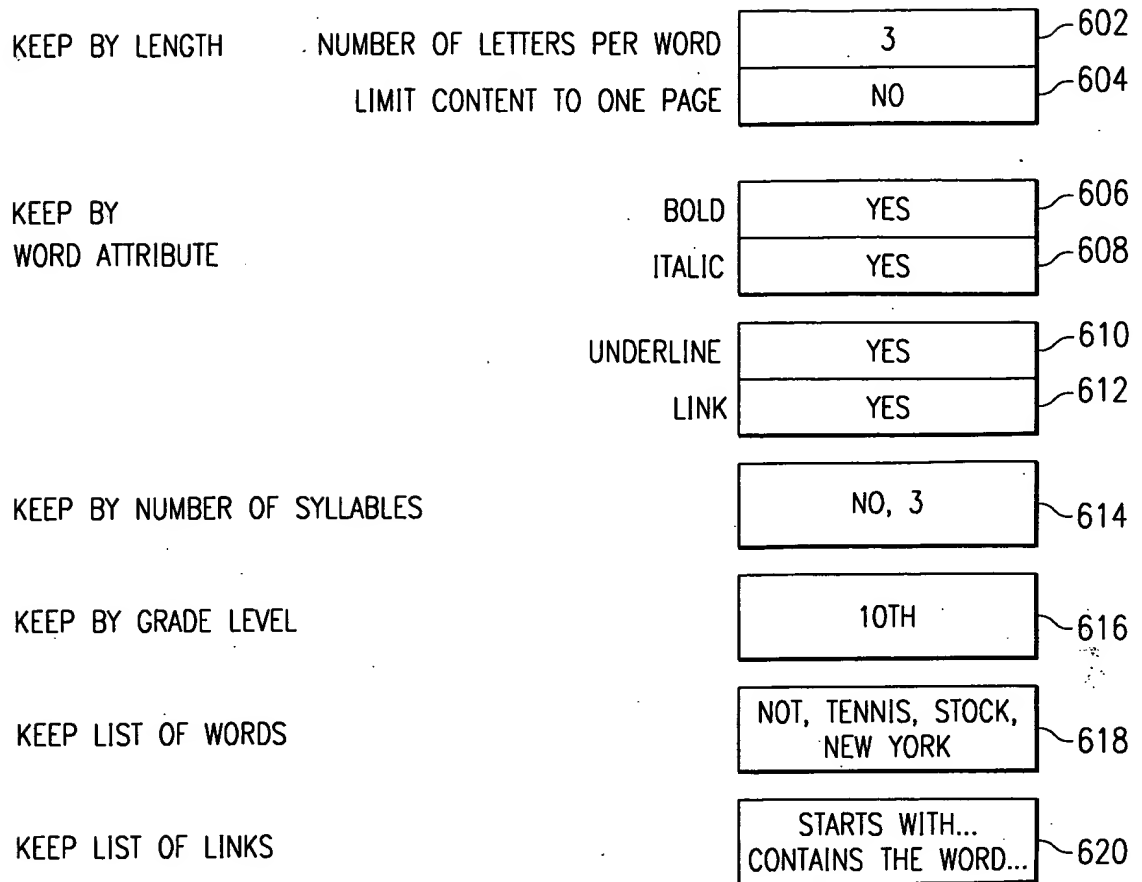 KEEP BY LENGTH NUMBER OF LETTERS PER WORD 3 602
LIMIT CONTENT TO ONE PAGE NO 604
KEEP BY
WORD ATTRIBUTE
BOLD YES 606
ITALIC YES 608
UNDERLINE YES 610
LINK YES 612
KEEP BY NUMBER OF SYLLABLES NO, 3 614
KEEP BY GRADE LEVEL 10TH 616
KEEP LIST OF WORDS NOT, TENNIS, STOCK,
NEW YORK 618
KEEP LIST OF LINKS STARTS WITH...
CONTAINS THE WORD... 620